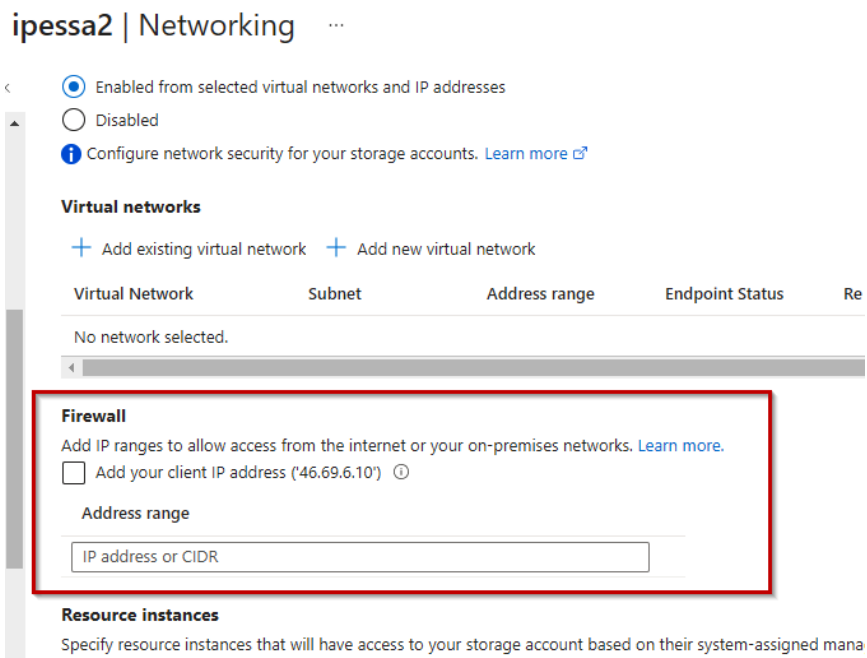 ipessa2 | Networking ...
Enabled from selected virtual networks and IP addresses
Disabled
Configure network security for your storage accounts. Learn more
Virtual networks
Add existing virtual network Add new virtual network
Virtual Network Subnet Address range Endpoint Status Re
No network selected.
Firewall
Add IP ranges to allow access from the internet or your on-premises networks. Learn more.
Add your client IP address ('46.69.6.10')
Address range
IP address or CIDR
Resource instances
Specify resource instances that will have access to your storage account based on their system-assigned mana